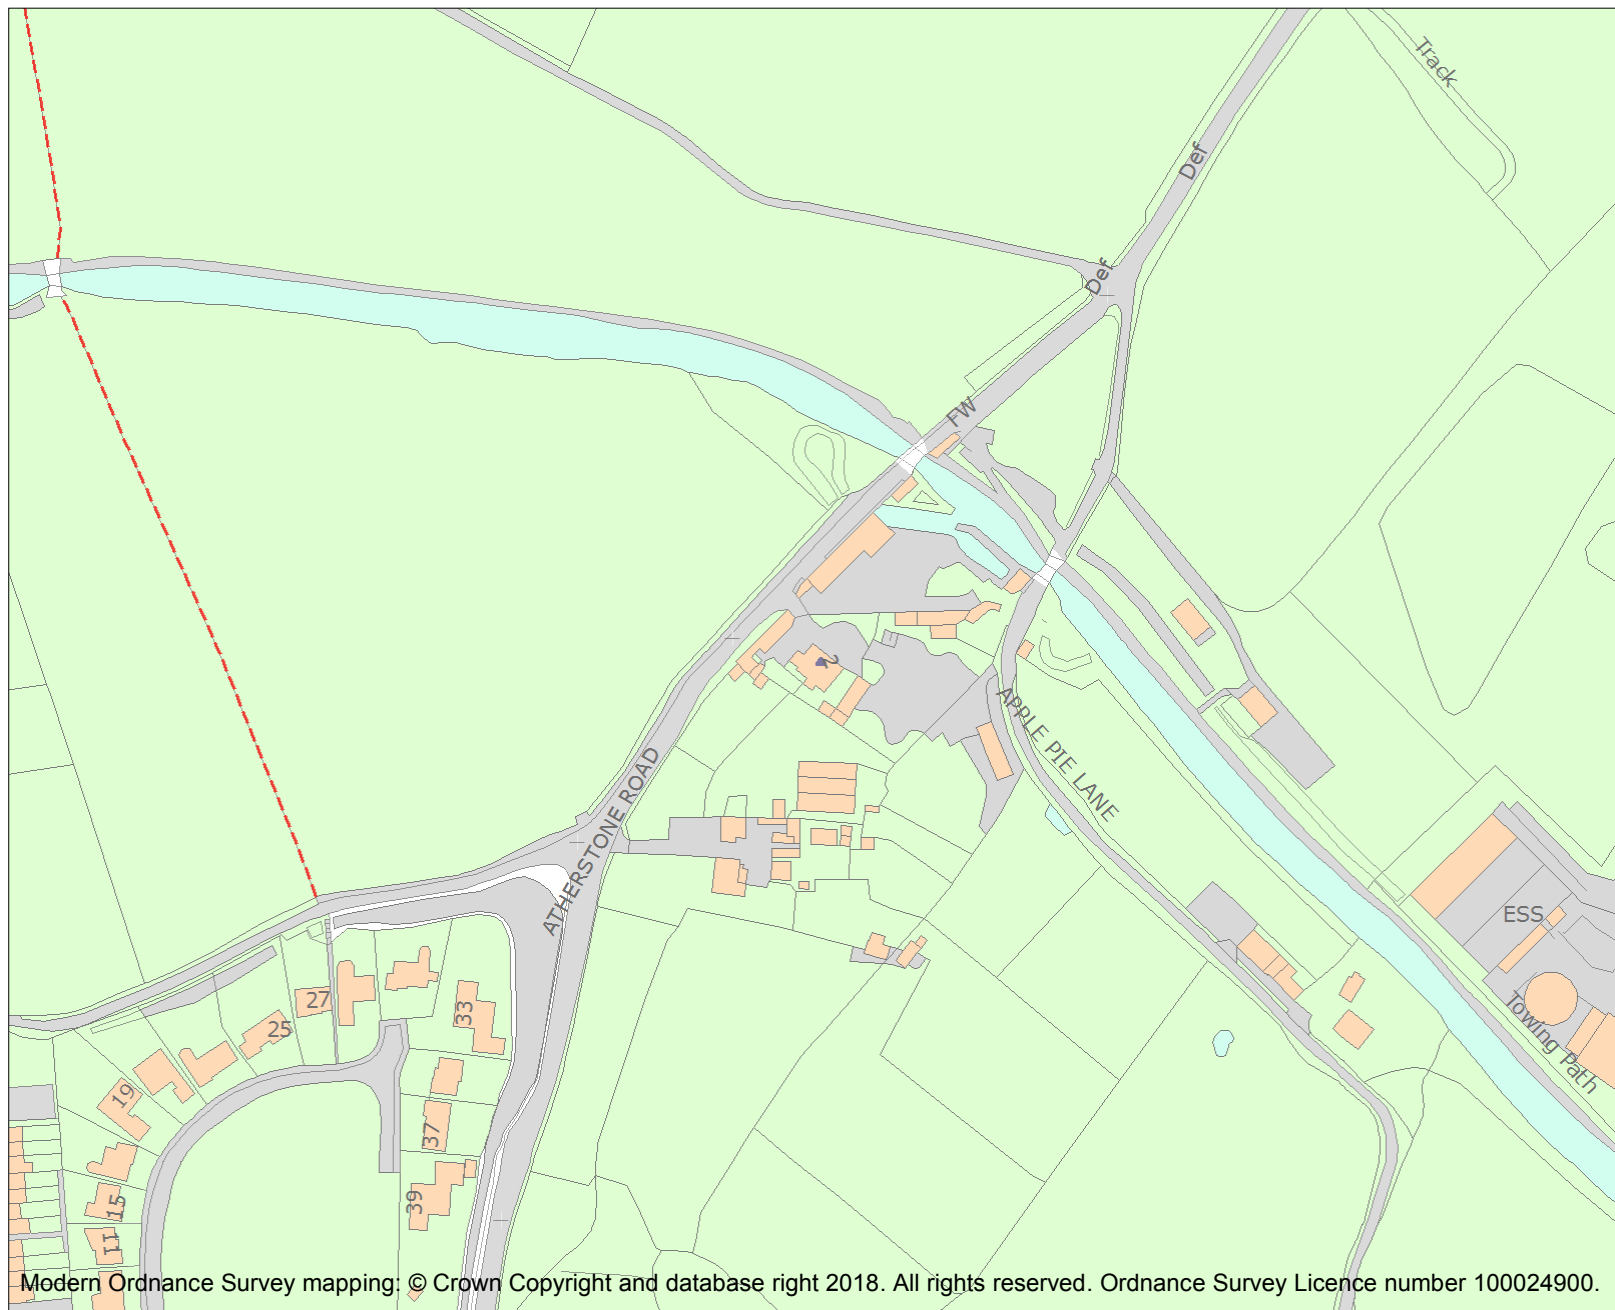 Track
Def
Def
FW
2
APPLE PIE LANE
ATHERSTONE ROAD
ESS
27
33
25
Towing Path
19
37
15
39
11
Modern Ordnance Survey mapping: © Crown Copyright and database right 2018. All rights reserved. Ordnance Survey Licence number 100024900.